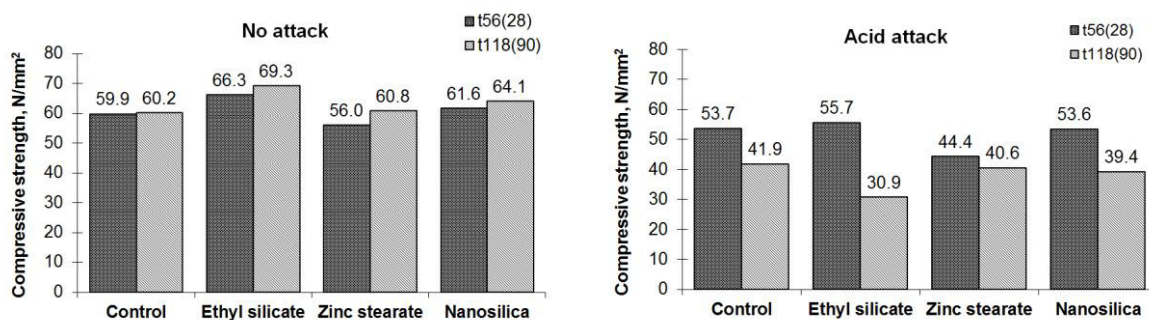 No attack
t56(28)
t118(90)
Compressive strength, N/mm²
80
70
60
50
40
30
20
10
0
59.9 60.2 66.3 69.3 56.0 60.8 61.6 64.1
Control Ethyl silicate Zinc stearate Nanosilica
Acid attack
t56(28)
t118(90)
Compressive strength, N/mm²
80
70
60
50
40
30
20
10
0
53.7 41.9 55.7 30.9 44.4 40.6 53.6 39.4
Control Ethyl silicate Zinc stearate Nanosilica